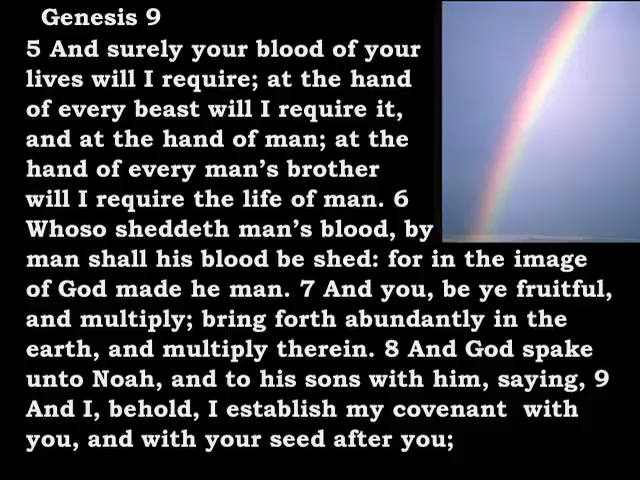 Genesis 9
5 And surely your blood of your
lives will I require; at the hand
of every beast will I require it,
and at the hand of man; at the
hand of every man's brother
will I require the life of man. 6
Whoso sheddeth man's blood, by
man shall his blood be shed: for in the image
of God made he man. 7 And you, be ye fruitful,
and multiply; bring forth abundantly in the
earth, and multiply therein. 8 And God spake
unto Noah, and to his sons with him, saying, 9
And I, behold, I establish my covenant  with
you, and with your seed after you;